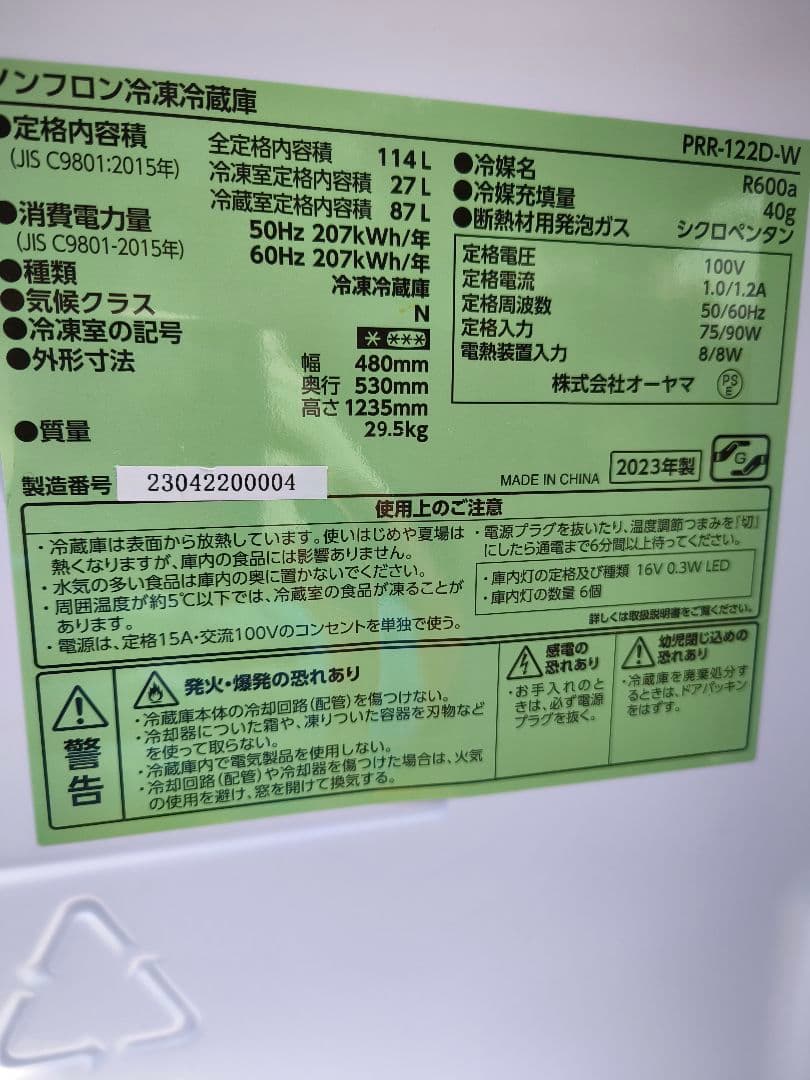 ノンフロン冷凍冷蔵庫
PRR-122D-W
●定格内容積
(JIS C9801:2015年)
全定格内容積 114L
冷凍室定格内容積 27L
冷蔵室定格内容積 87L
●消費電力量
(JIS C9801-2015年)
50Hz 207kWh/年
60Hz 207kWh/年
●種類 冷凍冷蔵庫
●気候クラス N
●冷凍室の記号 * ***
●外形寸法 幅 480mm
奥行 530mm
高さ 1235mm
●質量 29.5kg
●冷媒名 R600a
●冷媒充填量 40g
●断熱材用発泡ガス シクロペンタン
定格電圧 100V
定格電流 1.0/1.2A
定格周波数 50/60Hz
定格入力 75/90W
電熱装置入力 8/8W
株式会社オーヤマ PSE
製造番号 23042200004
MADE IN CHINA 2023年製 G
使用上のご注意
・冷蔵庫は表面から放熱しています。使いはじめや夏場は
熱くなりますが、庫内の食品には影響ありません。
・水気の多い食品は庫内の奥に置かないでください。
・周囲温度が約5℃以下では、冷蔵室の食品が凍ることが
あります。
・電源は、定格15A・交流100Vのコンセントを単独で使う。
・電源プラグを抜いたり、温度調節つまみを「切」
にしたら通電まで6分間以上待ってください。
・庫内灯の定格及び種類 16V 0.3W LED
・庫内灯の数量 6個
詳しくは取扱説明書をご覧ください。
警告
発火・爆発の恐れあり
・冷蔵庫本体の冷却回路(配管)を傷つけない。
・冷却器についた霜や、凍りついた容器を刃物など
を使って取らない。
・冷蔵庫内で電気製品を使用しない。
・冷却回路(配管)や冷却器を傷つけた場合は、火気
の使用を避け、窓を開けて換気する。
感電の
恐れあり
・お手入れのと
きは、必ず電源
プラグを抜く。
幼児閉じ込めの
恐れあり
・冷蔵庫を廃棄処分す
るときは、ドアパッキン
をはずす。